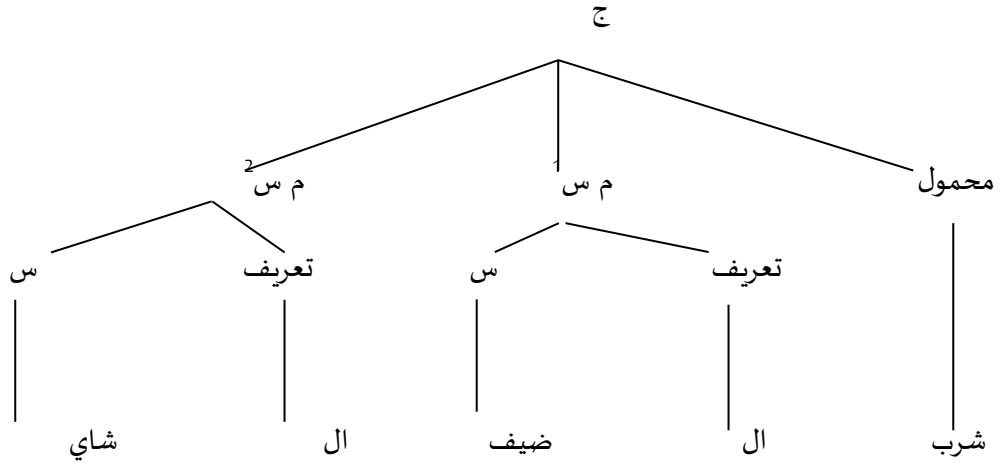 ج
محمول م س1 م س2
تعريف س تعريف س
شرب ال ضيف ال شاي